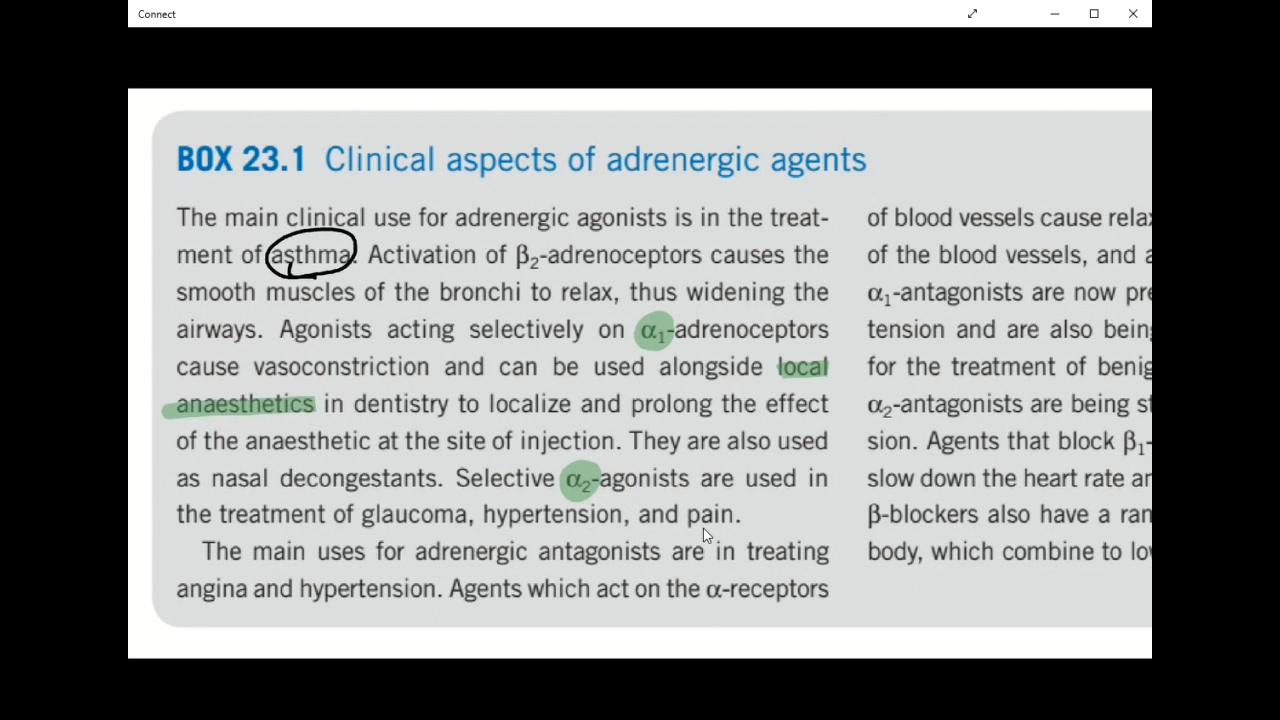 Connect
BOX 23.1 Clinical aspects of adrenergic agents
The main clinical use for adrenergic agonists is in the treat-
ment of asthma. Activation of β₂-adrenoceptors causes the
smooth muscles of the bronchi to relax, thus widening the
airways. Agonists acting selectively on α₁-adrenoceptors
cause vasoconstriction and can be used alongside local
anaesthetics in dentistry to localize and prolong the effect
of the anaesthetic at the site of injection. They are also used
as nasal decongestants. Selective α₂-agonists are used in
the treatment of glaucoma, hypertension, and pain.
The main uses for adrenergic antagonists are in treating
angina and hypertension. Agents which act on the α-receptors
of blood vessels cause
of the blood vessels, and
α₁-antagonists are now
tension and are also
for the treatment of
α₂-antagonists are being
sion. Agents that block β₁-
slow down the heart rate
β-blockers also have a
body, which combine to